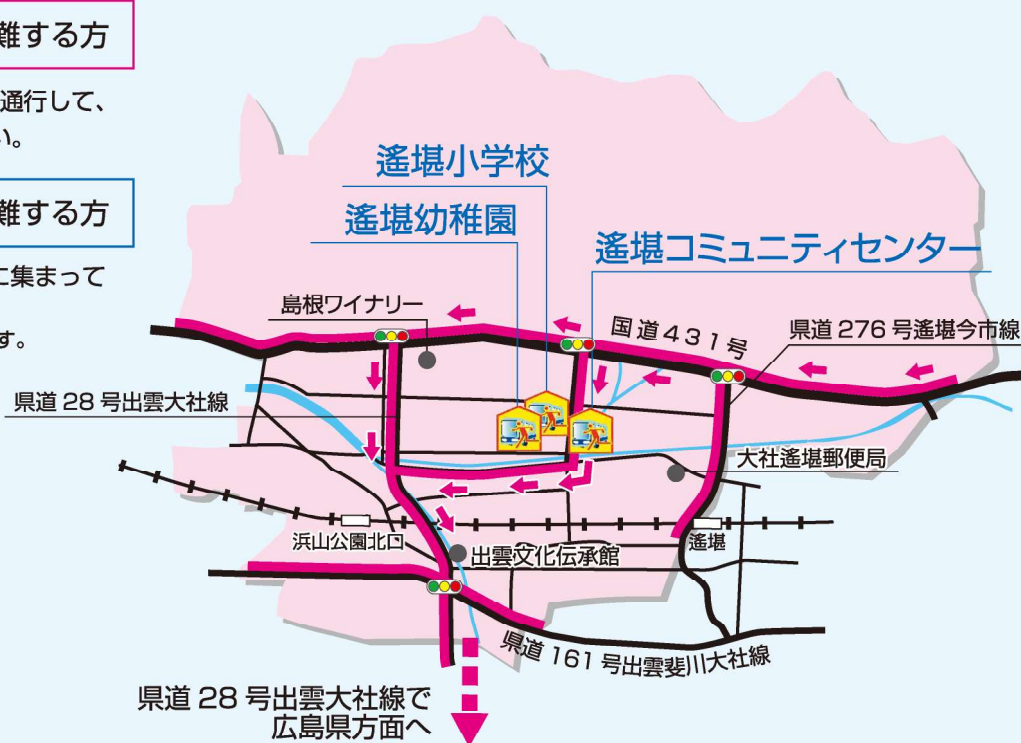 難する方
通行して、
い。
難する方
に集まって
す。
遙堪小学校
遙堪幼稚園
遙堪コミュニティセンター
島根ワイナリー
国道431号
県道276号遙堪今市線
県道28号出雲大社線
大社遙堪郵便局
浜山公園北口
遙堪
出雲文化伝承館
県道161号出雲斐川大社線
県道28号出雲大社線で
広島県方面へ